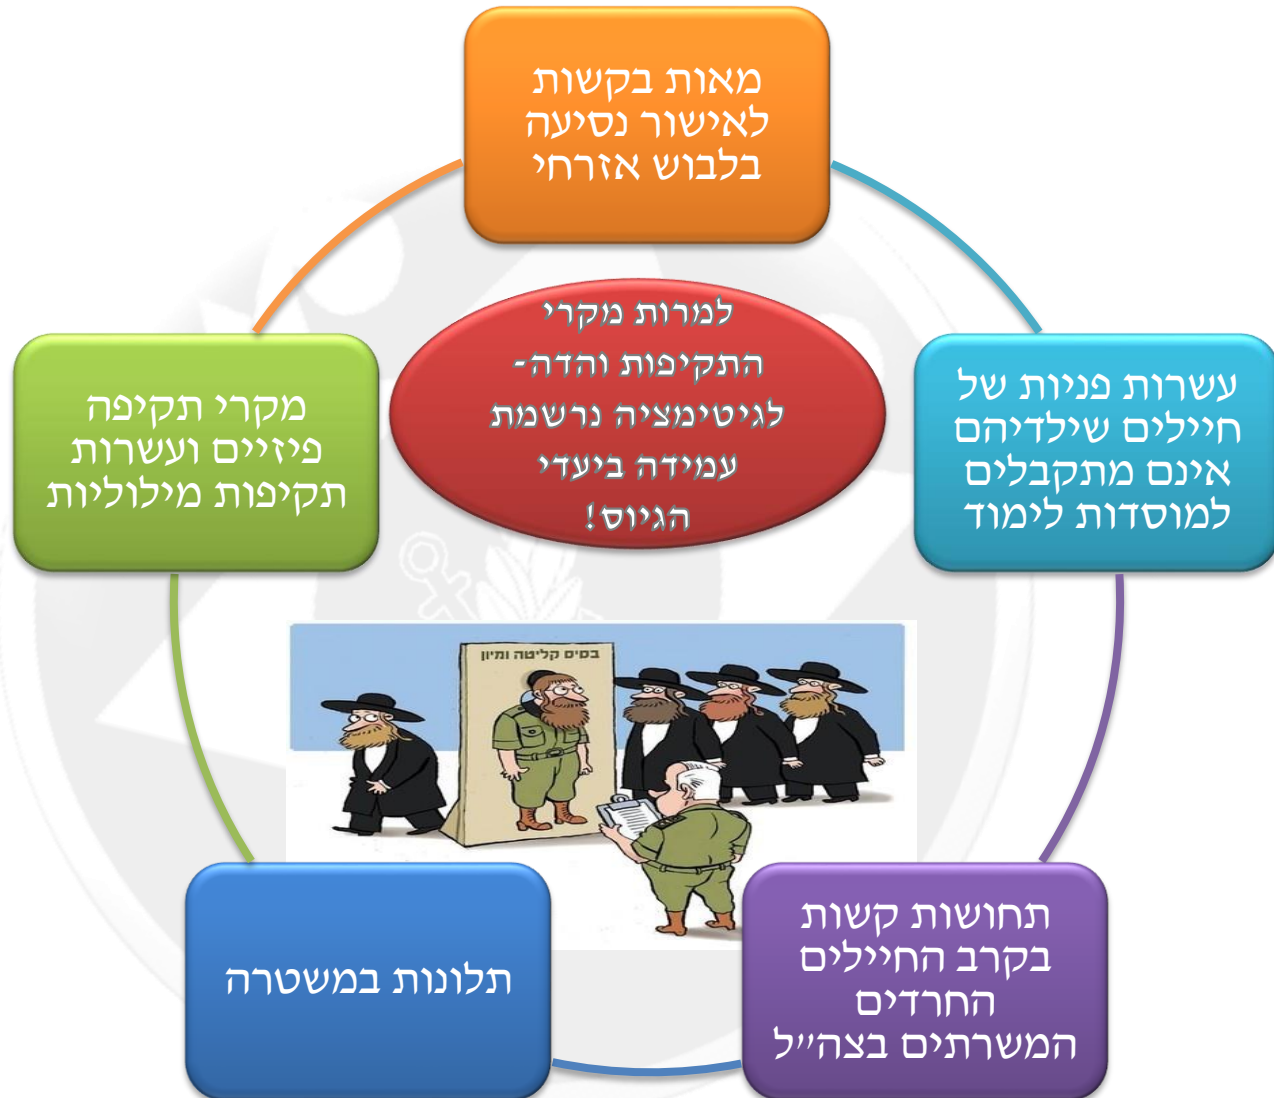 מאות בקשות
לאישור נסיעה
בלבוש אזרחי
למרות מקרי
התקיפות והדה-
לגיטימציה נרשמת
עמידה ביעדי
הגיוס!
עשרות פניות של
חיילים שילדיהם
אינם מתקבלים
למוסדות לימוד
מקרי תקיפה
פיזיים ועשרות
תקיפות מילוליות
בסיס קליטה ומיון
תחושות קשות
בקרב החיילים
החרדים
המשרתים בצה״ל
תלונות במשטרה